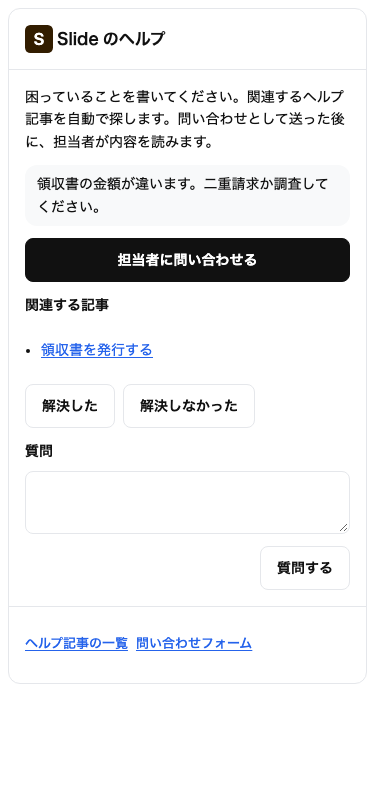 S Slide のヘルプ
困っていることを書いてください。関連するヘルプ
記事を自動で探します。問い合わせとして送った後
に、担当者が内容を読みます。
領収書の金額が違います。二重請求か調査して
ください。
担当者に問い合わせる
関連する記事
• 領収書を発行する
解決した 解決しなかった
質問
質問する
ヘルプ記事の一覧 問い合わせフォーム